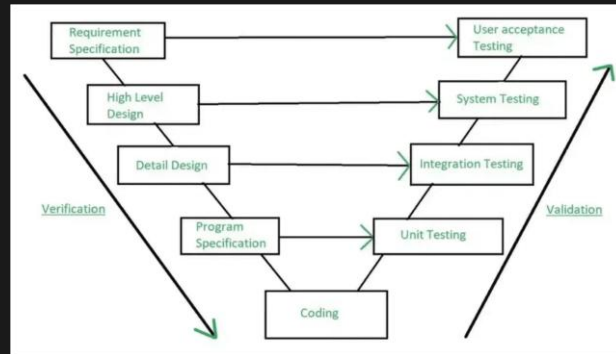 Requirement
Specification
User acceptance
Testing
High Level
Design
System Testing
Detail Design
Integration Testing
Verification
Validation
Program
Specification
Unit Testing
Coding